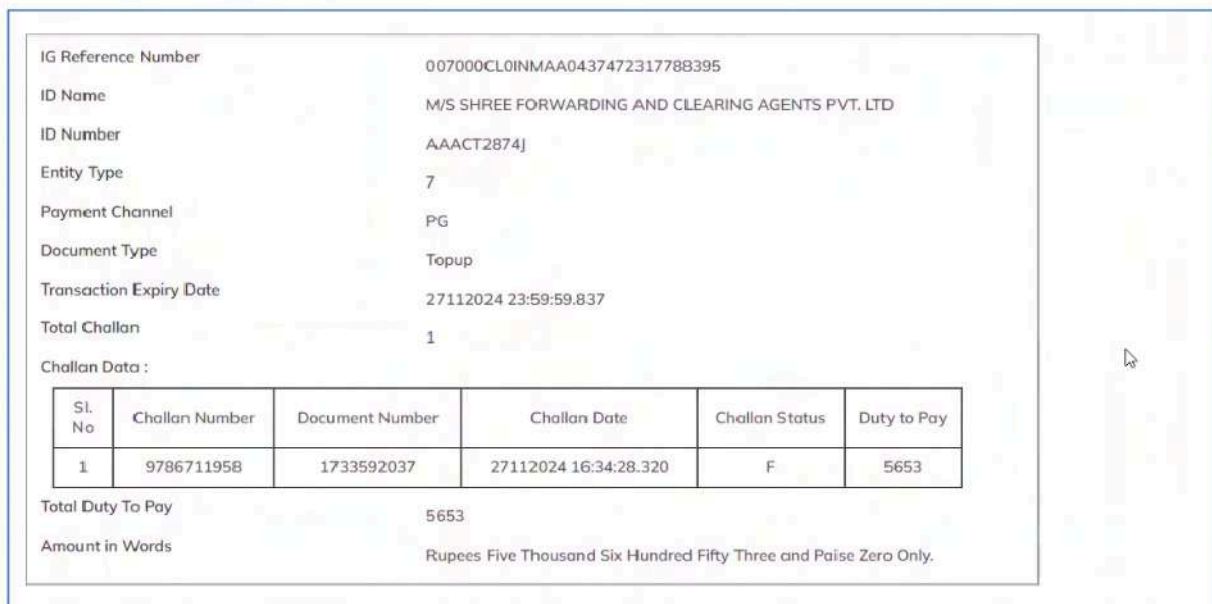 IG Reference Number 007000CL0INMAA0437472317788395
ID Name M/S SHREE FORWARDING AND CLEARING AGENTS PVT. LTD
ID Number AAACT2874J
Entity Type 7
Payment Channel PG
Document Type Topup
Transaction Expiry Date 27112024 23:59:59.837
Total Challan 1
Challan Data :
Sl. No Challan Number Document Number Challan Date Challan Status Duty to Pay
1 9786711958 1733592037 27112024 16:34:28.320 F 5653
Total Duty To Pay 5653
Amount in Words Rupees Five Thousand Six Hundred Fifty Three and Paise Zero Only.